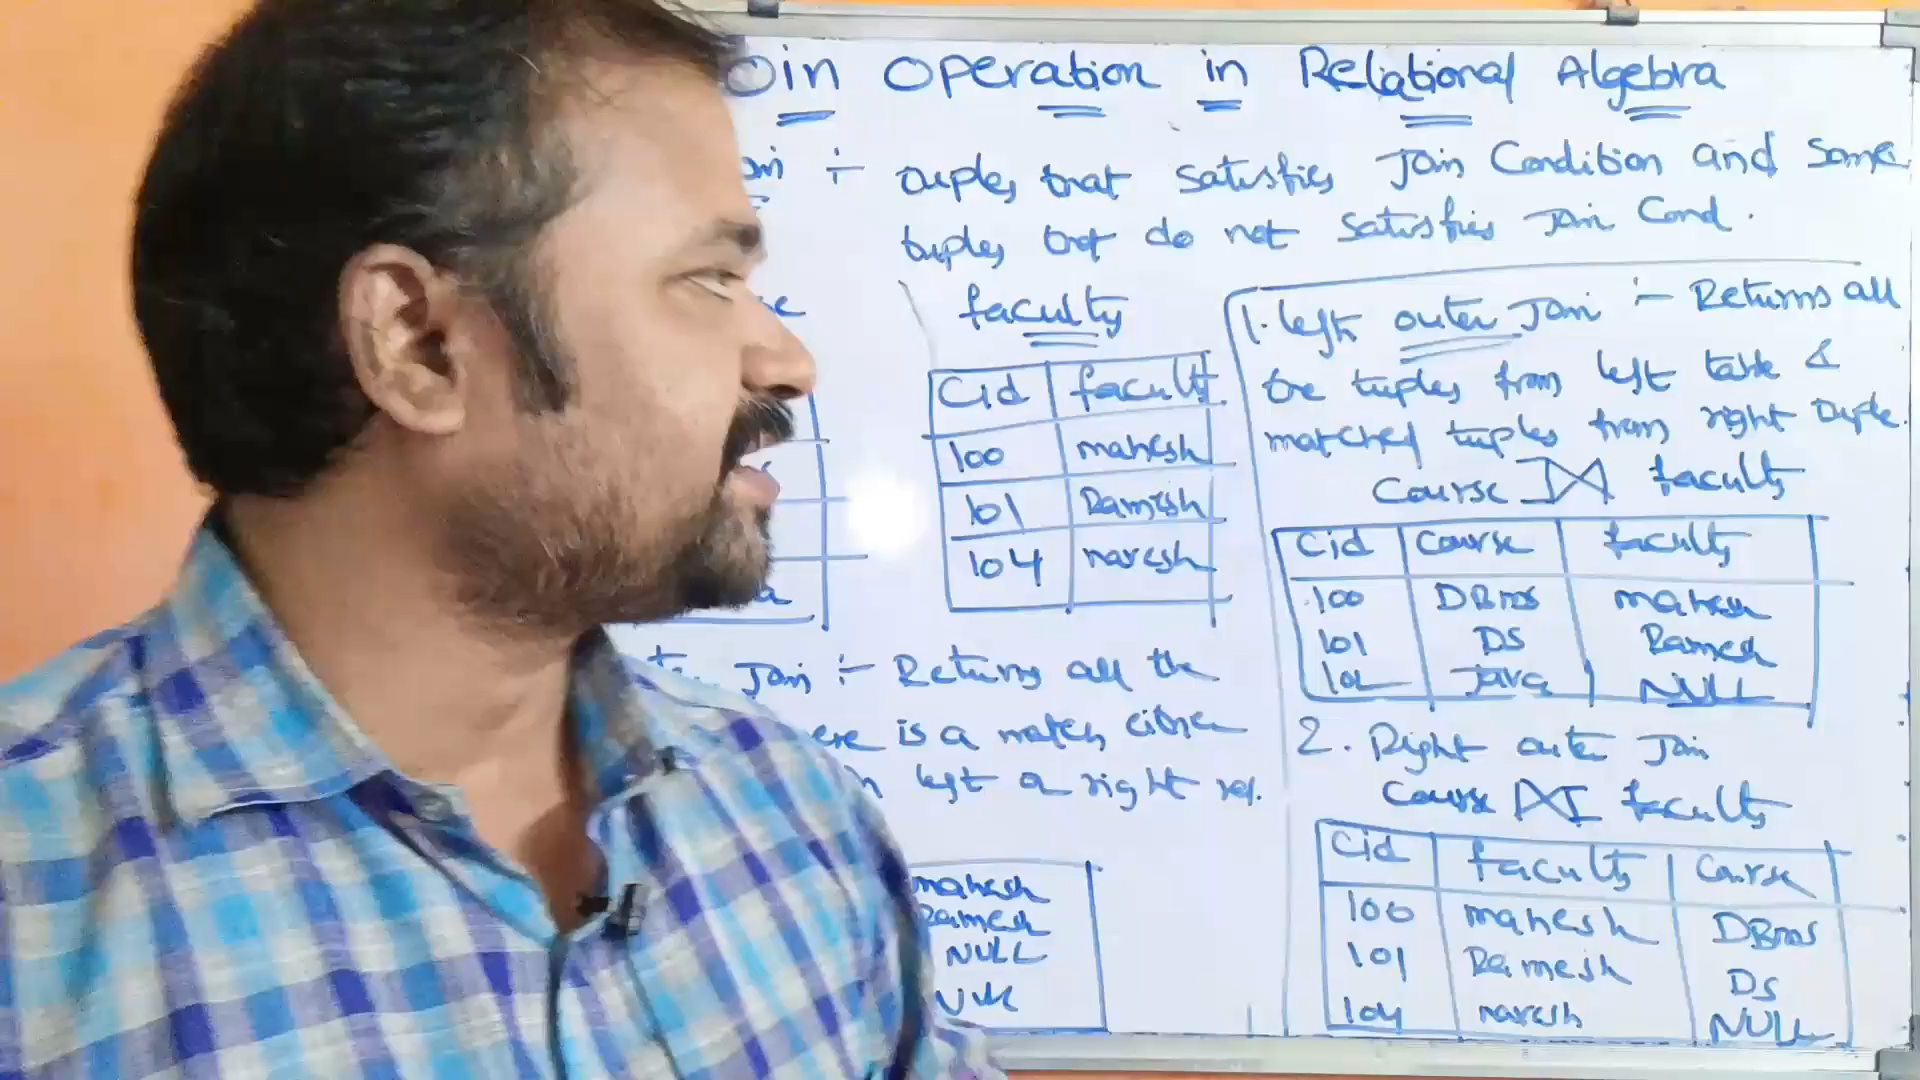 oin Operation in Relational Algebra
oin :- tuples that satisfies Join Condition and some
tuples that do not satisfies Join Cond.
faculty
Cid facult
100 mahesh
101 Ramesh
104 naresh
1. left outer Join :- Returns all
the tuples from left table &
matched tuples from right tuple.
Course ⟕ faculty
Cid Course faculty
100 DBms mahesh
101 DS Ramesh
102 Java NULL
2. Right outer Join
Course ⟖ faculty
Cid faculty Course
100 mahesh DBms
101 Ramesh DS
104 naresh NULL
Join :- Returns all the
ere is a match either
n left or right rel.
mahesh
Ramesh
NULL